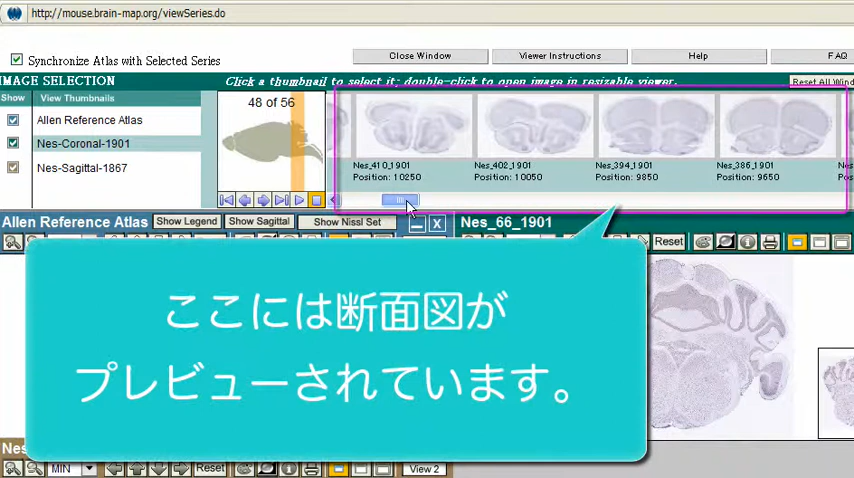 http://mouse.brain-map.org/viewSeries.do
Synchronize Atlas with Selected Series
Close Window
Viewer Instructions
Help
FAQ
IMAGE SELECTION
Click a thumbnail to select it; double-click to open image in resizable viewer.
Reset All Wind
Show
View Thumbnails
Allen Reference Atlas
Nes-Coronal-1901
Nes-Sagittal-1867
48 of 56
Nes_410_1901
Position: 10250
Nes_402_1901
Position: 10050
Nes_394_1901
Position: 9850
Nes_386_1901
Position: 9650
Allen Reference Atlas
Show Legend
Show Sagittal
Show Nissl Set
Nes_66_1901
Reset
ここには断面図が
プレビューされています。
Nes
MIN
Reset
View 2